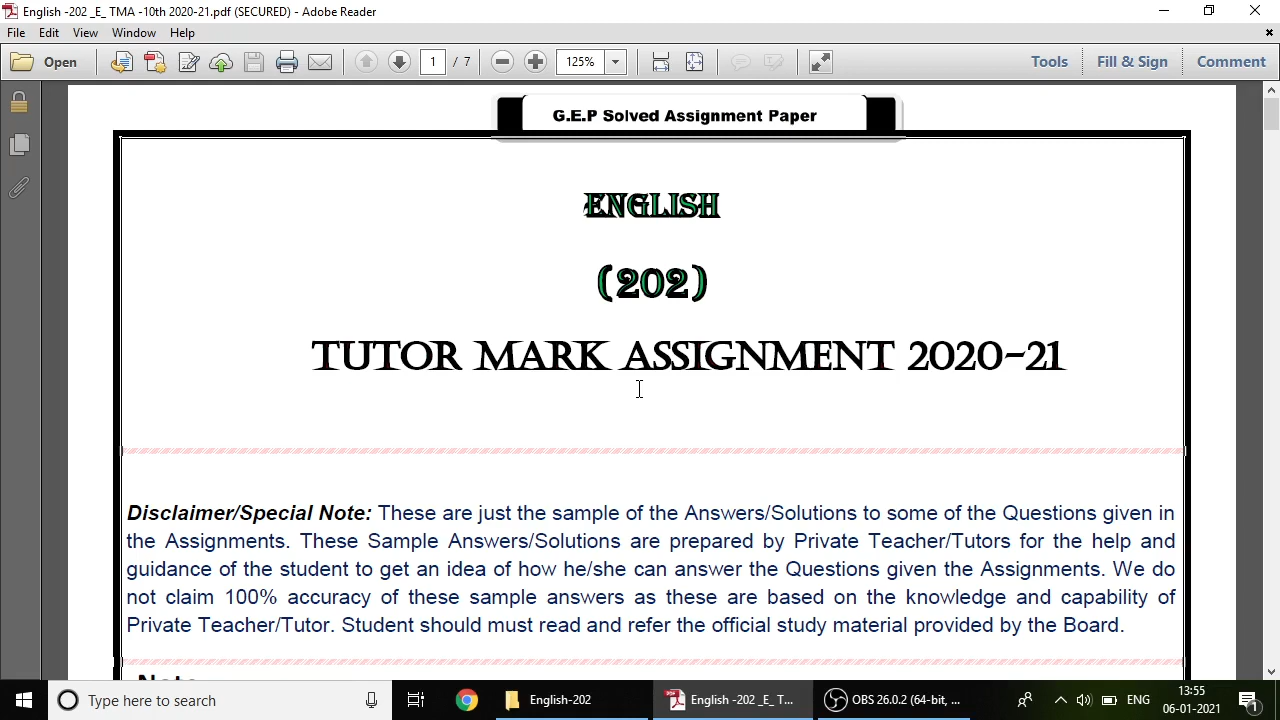 English -202 _E_ TMA -10th 2020-21.pdf (SECURED) - Adobe Reader
File Edit View Window Help
Open 1 / 7 125% Tools Fill & Sign Comment
G.E.P Solved Assignment Paper
ENGLISH
(202)
TUTOR MARK ASSIGNMENT 2020-21
Disclaimer/Special Note: These are just the sample of the Answers/Solutions to some of the Questions given in
the Assignments. These Sample Answers/Solutions are prepared by Private Teacher/Tutors for the help and
guidance of the student to get an idea of how he/she can answer the Questions given the Assignments. We do
not claim 100% accuracy of these sample answers as these are based on the knowledge and capability of
Private Teacher/Tutor. Student should must read and refer the official study material provided by the Board.
Note
Type here to search English-202 English -202 _E_ T... OBS 26.0.2 (64-bit, ... ENG 13:55
06-01-2021 1